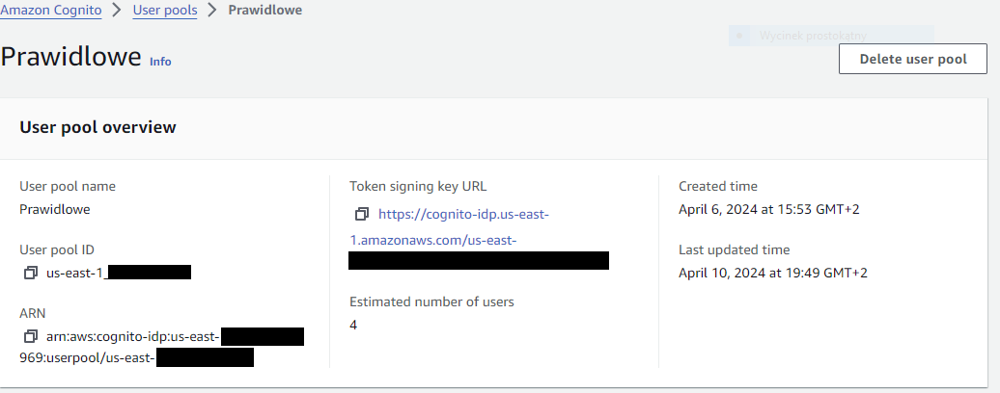 Amazon Cognito > User pools > Prawidlowe
Wycinek prostokątny
Prawidlowe Info
Delete user pool
User pool overview
User pool name
Prawidlowe
User pool ID
us-east-1_
ARN
arn:aws:cognito-idp:us-east-
969:userpool/us-east-
Token signing key URL
https://cognito-idp.us-east-
1.amazonaws.com/us-east-
Estimated number of users
4
Created time
April 6, 2024 at 15:53 GMT+2
Last updated time
April 10, 2024 at 19:49 GMT+2